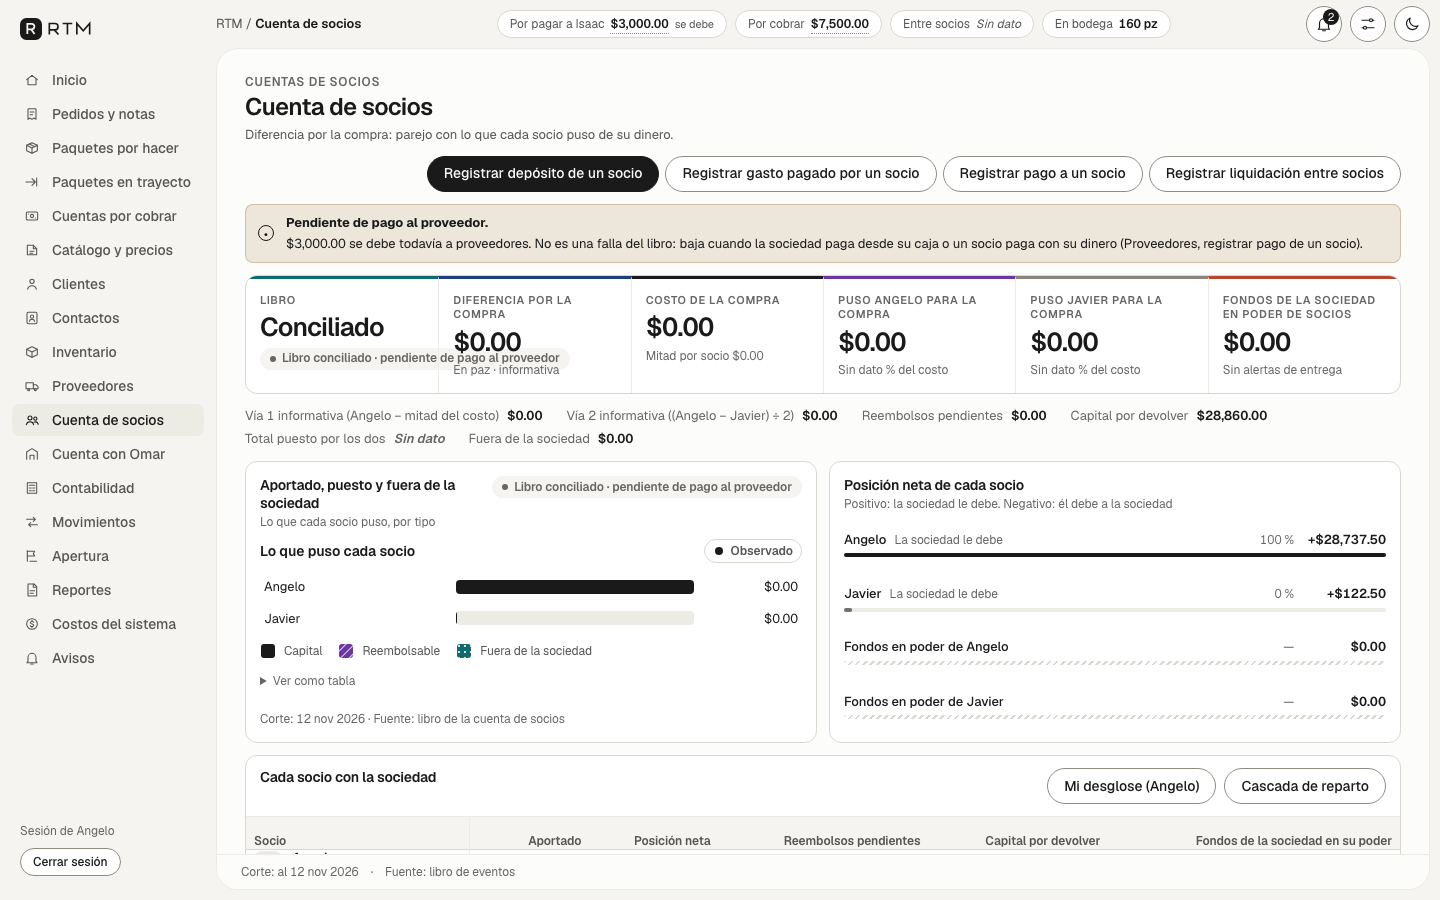 R RTM
RTM / Cuenta de socios
Por pagar a Isaac $3,000.00 se debe
Por cobrar $7,500.00
Entre socios Sin dato
En bodega 160 pz
2
Inicio
Pedidos y notas
Paquetes por hacer
Paquetes en trayecto
Cuentas por cobrar
Catálogo y precios
Clientes
Contactos
Inventario
Proveedores
Cuenta de socios
Cuenta con Omar
Contabilidad
Movimientos
Apertura
Reportes
Costos del sistema
Avisos
Sesión de Angelo
Cerrar sesión
CUENTAS DE SOCIOS
Cuenta de socios
Diferencia por la compra: parejo con lo que cada socio puso de su dinero.
Registrar depósito de un socio
Registrar gasto pagado por un socio
Registrar pago a un socio
Registrar liquidación entre socios
Pendiente de pago al proveedor.
$3,000.00 se debe todavía a proveedores. No es una falla del libro: baja cuando la sociedad paga desde su caja o un socio paga con su dinero (Proveedores, registrar pago de un socio).
LIBRO
Conciliado
Libro conciliado · pendiente de pago al proveedor
DIFERENCIA POR LA
COMPRA
$0.00
En paz · informativa
COSTO DE LA COMPRA
$0.00
Mitad por socio $0.00
PUSO ANGELO PARA LA
COMPRA
$0.00
Sin dato % del costo
PUSO JAVIER PARA LA
COMPRA
$0.00
Sin dato % del costo
FONDOS DE LA SOCIEDAD
EN PODER DE SOCIOS
$0.00
Sin alertas de entrega
Vía 1 informativa (Angelo − mitad del costo) $0.00
Vía 2 informativa ((Angelo − Javier) ÷ 2) $0.00
Reembolsos pendientes $0.00
Capital por devolver $28,860.00
Total puesto por los dos Sin dato
Fuera de la sociedad $0.00
Aportado, puesto y fuera de la
sociedad
Libro conciliado · pendiente de pago al proveedor
Lo que cada socio puso, por tipo
Lo que puso cada socio
Observado
Angelo $0.00
Javier $0.00
Capital
Reembolsable
Fuera de la sociedad
Ver como tabla
Corte: 12 nov 2026 · Fuente: libro de la cuenta de socios
Posición neta de cada socio
Positivo: la sociedad le debe. Negativo: él debe a la sociedad
Angelo La sociedad le debe 100 % +$28,737.50
Javier La sociedad le debe 0 % +$122.50
Fondos en poder de Angelo — $0.00
Fondos en poder de Javier — $0.00
Cada socio con la sociedad
Mi desglose (Angelo)
Cascada de reparto
Socio Aportado Posición neta Reembolsos pendientes Capital por devolver Fondos de la sociedad en su poder
Corte: al 12 nov 2026 · Fuente: libro de eventos